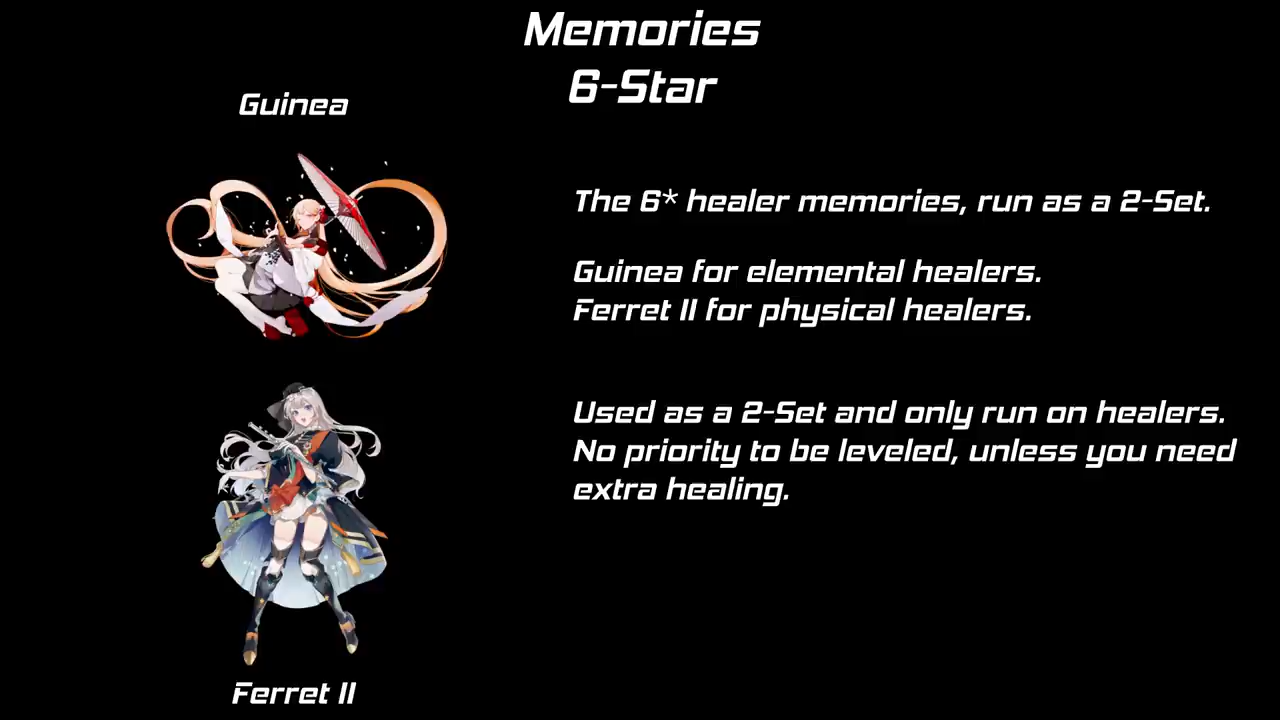 Memories
6-Star
Guinea
The 6* healer memories, run as a 2-Set.
Guinea for elemental healers.
Ferret II for physical healers.
Used as a 2-Set and only run on healers.
No priority to be leveled, unless you need
extra healing.
Ferret II